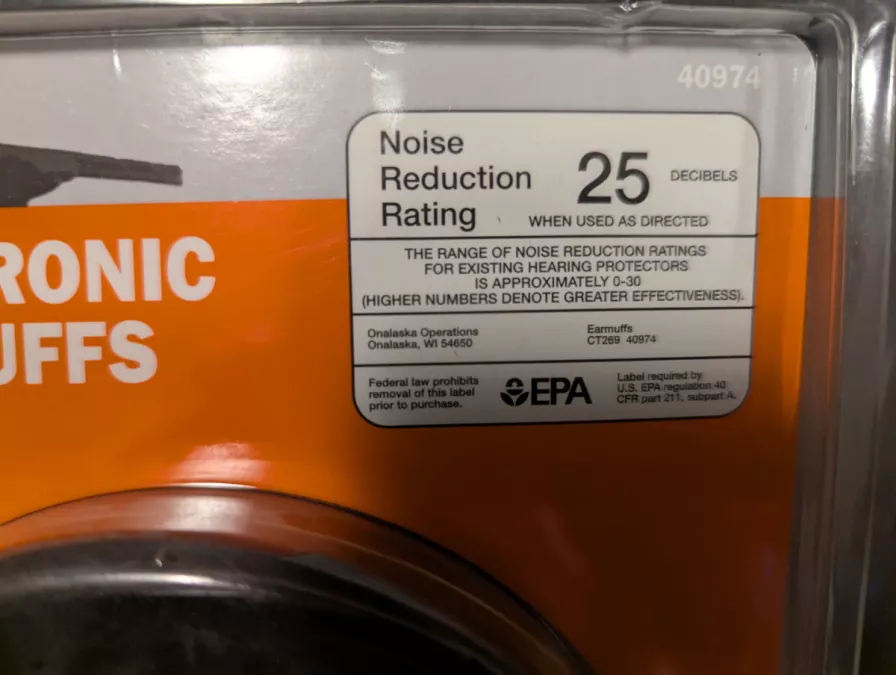 40974
Noise
Reduction
Rating
25 DECIBELS
WHEN USED AS DIRECTED
THE RANGE OF NOISE REDUCTION RATINGS
FOR EXISTING HEARING PROTECTORS
IS APPROXIMATELY 0-30
(HIGHER NUMBERS DENOTE GREATER EFFECTIVENESS).
Onalaska Operations
Onalaska, WI 54650
Earmuffs
CT269 40974
Federal law prohibits
removal of this label
prior to purchase.
EPA
Label required by
U.S. EPA regulation 40
CFR part 211, subpart A.
RONIC
UFFS